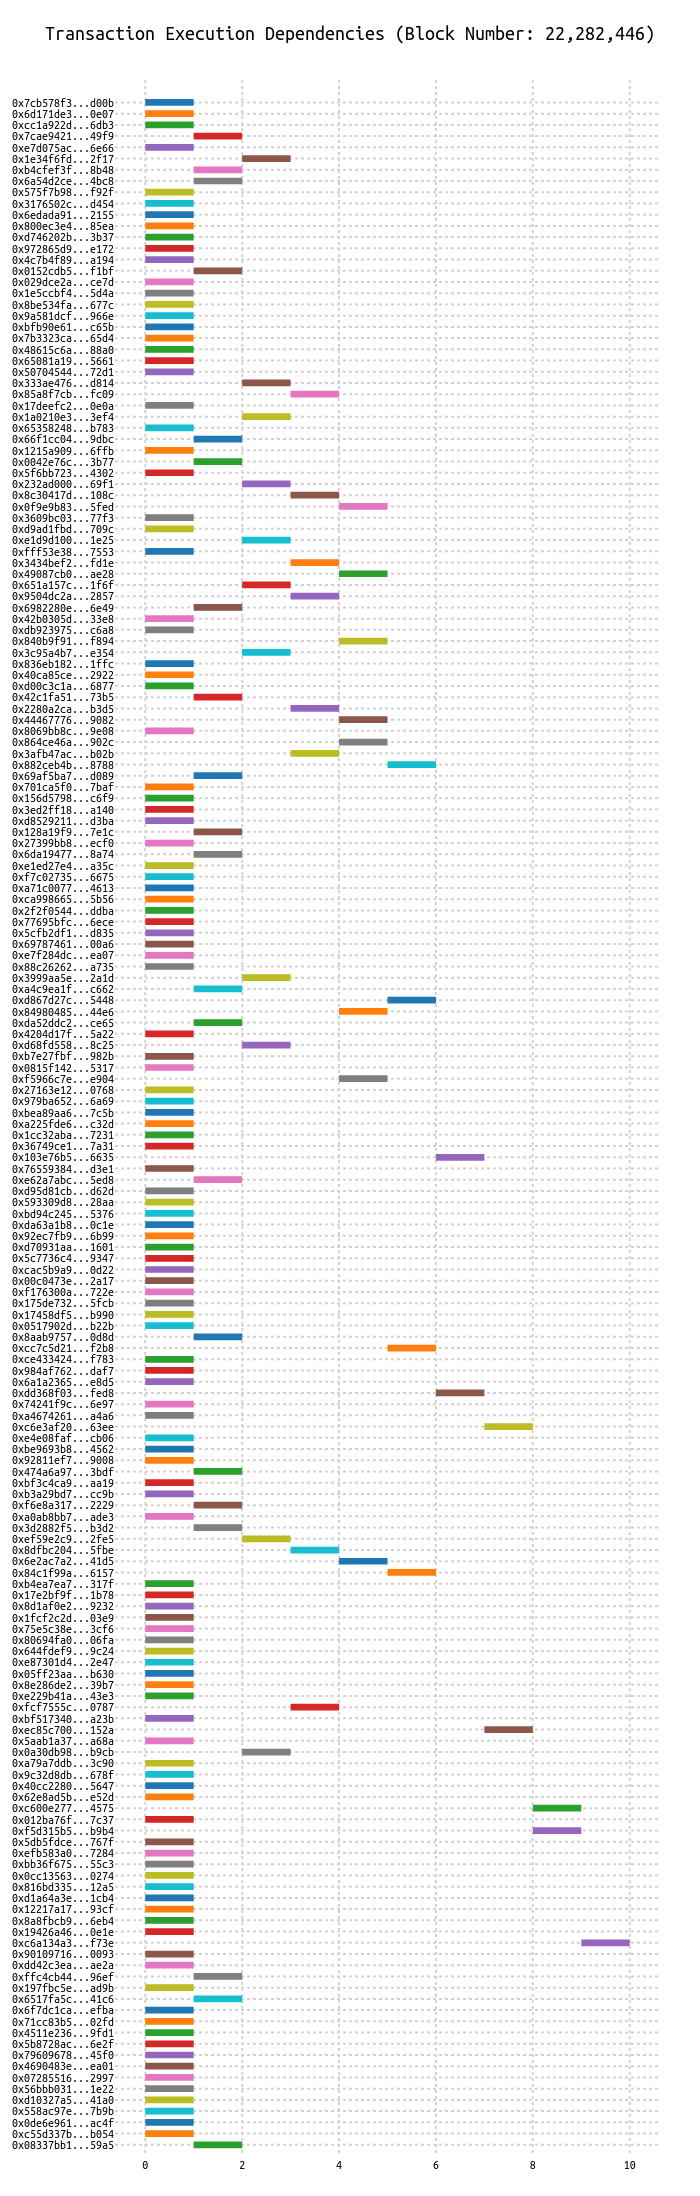 Transaction Execution Dependencies (Block Number: 22,282,446)
0x7cb578f3...d00b
0x6d171de3...0e07
0xcc1a922d...6db3
0x7cae9421...49f9
0xe7d075ac...6e66
0x1e34f6fd...2f17
0xb4cfef3f...8b48
0x6a54d2ce...4bc8
0x575f7b98...f92f
0x3176502c...d454
0x6edada91...2155
0x800ec3e4...85ea
0xd746202b...3b37
0x972865d9...e172
0x4c7b4f89...a194
0x0152cdb5...f1bf
0x029dce2a...ce7d
0x1e5ccbf4...5d4a
0x8be534fa...677c
0x9a581dcf...966e
0xbfb90e61...c65b
0x7b3323ca...65d4
0x48615c6a...88a0
0x65081a19...5661
0x50704544...72d1
0x333ae476...d814
0x85a8f7cb...fc09
0x17deefc2...0e0a
0x1a0210e3...3ef4
0x65358248...b783
0x66f1cc04...9dbc
0x1215a909...6ffb
0x0042e76c...3b77
0x5f6bb723...4302
0x232ad000...69f1
0x8c30417d...108c
0x0f9e9b83...5fed
0x3609bc03...77f3
0xd9ad1fbd...709c
0xe1d9d100...1e25
0xfff53e38...7553
0x3434bef2...fd1e
0x49087cb0...ae28
0x651a157c...1f6f
0x9504dc2a...2857
0x6982280e...6e49
0x42b0305d...33e8
0xdb923975...c6a8
0x840b9f91...f894
0x3c95a4b7...e354
0x836eb182...1ffc
0x40ca85ce...2922
0xd00c3c1a...6877
0x42c1fa51...73b5
0x2280a2ca...b3d5
0x44467776...9082
0x8069bb8c...9e08
0x864ce46a...902c
0x3afb47ac...b02b
0x882ceb4b...8788
0x69af5ba7...d089
0x701ca5f0...7baf
0x156d5798...c6f9
0x3ed2ff18...a140
0xd8529211...d3ba
0x128a19f9...7e1c
0x27399bb8...ecf0
0x6da19477...8a74
0xe1ed27e4...a35c
0xf7c02735...6675
0xa71c0077...4613
0xca998665...5b56
0x2f2f0544...ddba
0x77695bfc...6ece
0x5cfb2df1...d835
0x69787461...00a6
0xe7f284dc...ea07
0x88c26262...a735
0x3999aa5e...2a1d
0xa4c9ea1f...c662
0xd867d27c...5448
0x84980485...44e6
0xda52ddc2...ce65
0x4204d17f...5a22
0xd68fd558...8c25
0xb7e27fbf...982b
0x0815f142...5317
0xf5966c7e...e904
0x27163e12...0768
0x979ba652...6a69
0xbea89aa6...7c5b
0xa225fde6...c32d
0x1cc32aba...7231
0x36749ce1...7a31
0x103e76b5...6635
0x76559384...d3e1
0xe62a7abc...5ed8
0xd95d81cb...d62d
0x593309d8...28aa
0xbd94c245...5376
0xda63a1b8...0c1e
0x92ec7fb9...6b99
0xd70931aa...1601
0x5c7736c4...9347
0xcac5b9a9...0d22
0x00c0473e...2a17
0xf176300a...722e
0x175de732...5fcb
0x17458df5...b990
0x0517902d...b22b
0x8aab9757...0d8d
0xcc7c5d21...f2b8
0xce433424...f783
0x984af762...daf7
0x6a1a2365...e8d5
0xdd368f03...fed8
0x74241f9c...6e97
0xa4674261...a4a6
0xc6e3af20...63ee
0xe4e08faf...cb06
0xbe9693b8...4562
0x92811ef7...9008
0x474a6a97...3bdf
0xbf3c4ca9...aa19
0xb3a29bd7...cc9b
0xf6e8a317...2229
0xa0ab8bb7...ade3
0x3d2882f5...b3d2
0xef59e2c9...2fe5
0x8dfbc204...5fbe
0x6e2ac7a2...41d5
0x84c1f99a...6157
0xb4ea7ea7...317f
0x17e2bf9f...1b78
0x8d1af0e2...9232
0x1fcf2c2d...03e9
0x75e5c38e...3cf6
0x80694fa0...06fa
0x644fdef9...9c24
0xe87301d4...2e47
0x05ff23aa...b630
0x8e286de2...39b7
0xe229b41a...43e3
0xfcf7555c...0787
0xbf517340...a23b
0xec85c700...152a
0x5aab1a37...a68a
0x0a30db98...b9cb
0xa79a7ddb...3c90
0x9c32d8db...678f
0x40cc2280...5647
0x62e8ad5b...e52d
0xc600e277...4575
0x012ba76f...7c37
0xf5d315b5...b9b4
0x5db5fdce...767f
0xefb583a0...7284
0xbb36f675...55c3
0x0cc13563...0274
0x816bd335...12a5
0xd1a64a3e...1cb4
0x12217a17...93cf
0x8a8fbcb9...6eb4
0x19426a46...0e1e
0xc6a134a3...f73e
0x90109716...0093
0xdd42c3ea...ae2a
0xffc4cb44...96ef
0x197fbc5e...ad9b
0x6517fa5c...41c6
0x6f7dc1ca...efba
0x71cc83b5...02fd
0x4511e236...9fd1
0x5b8728ac...6e2f
0x79609678...45f0
0x4690483e...ea01
0x07285516...2997
0x56bbb031...1e22
0xd10327a5...41a0
0x558ac97e...7b9b
0x0de6e961...ac4f
0xc55d337b...b054
0x08337bb1...59a5
0 2 4 6 8 10